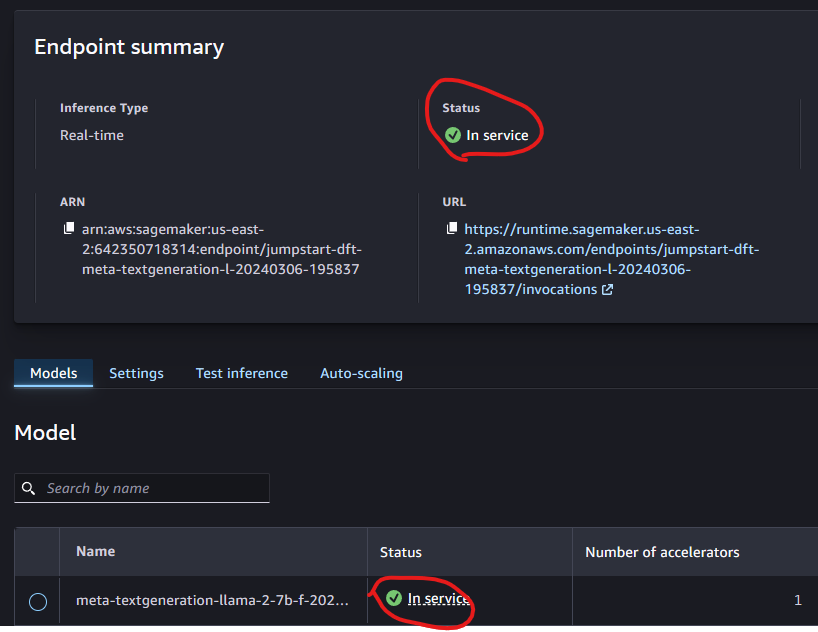 Endpoint summary
Inference Type
Real-time
Status
In service
ARN
arn:aws:sagemaker:us-east-
2:642350718314:endpoint/jumpstart-dft-
meta-textgeneration-l-20240306-195837
URL
https://runtime.sagemaker.us-east-
2.amazonaws.com/endpoints/jumpstart-dft-
meta-textgeneration-l-20240306-
195837/invocations
Models Settings Test inference Auto-scaling
Model
Search by name
Name Status Number of accelerators
meta-textgeneration-llama-2-7b-f-202... In service 1